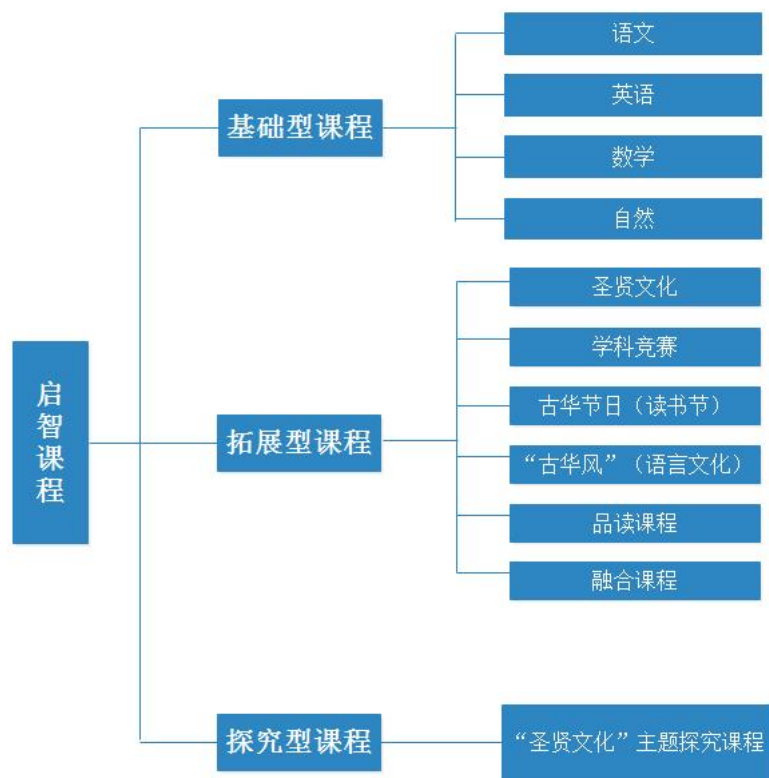 启智课程
基础型课程
语文
英语
数学
自然
拓展型课程
圣贤文化
学科竞赛
古华节日（读书节）
“古华风”（语言文化）
品读课程
融合课程
探究型课程
“圣贤文化”主题探究课程